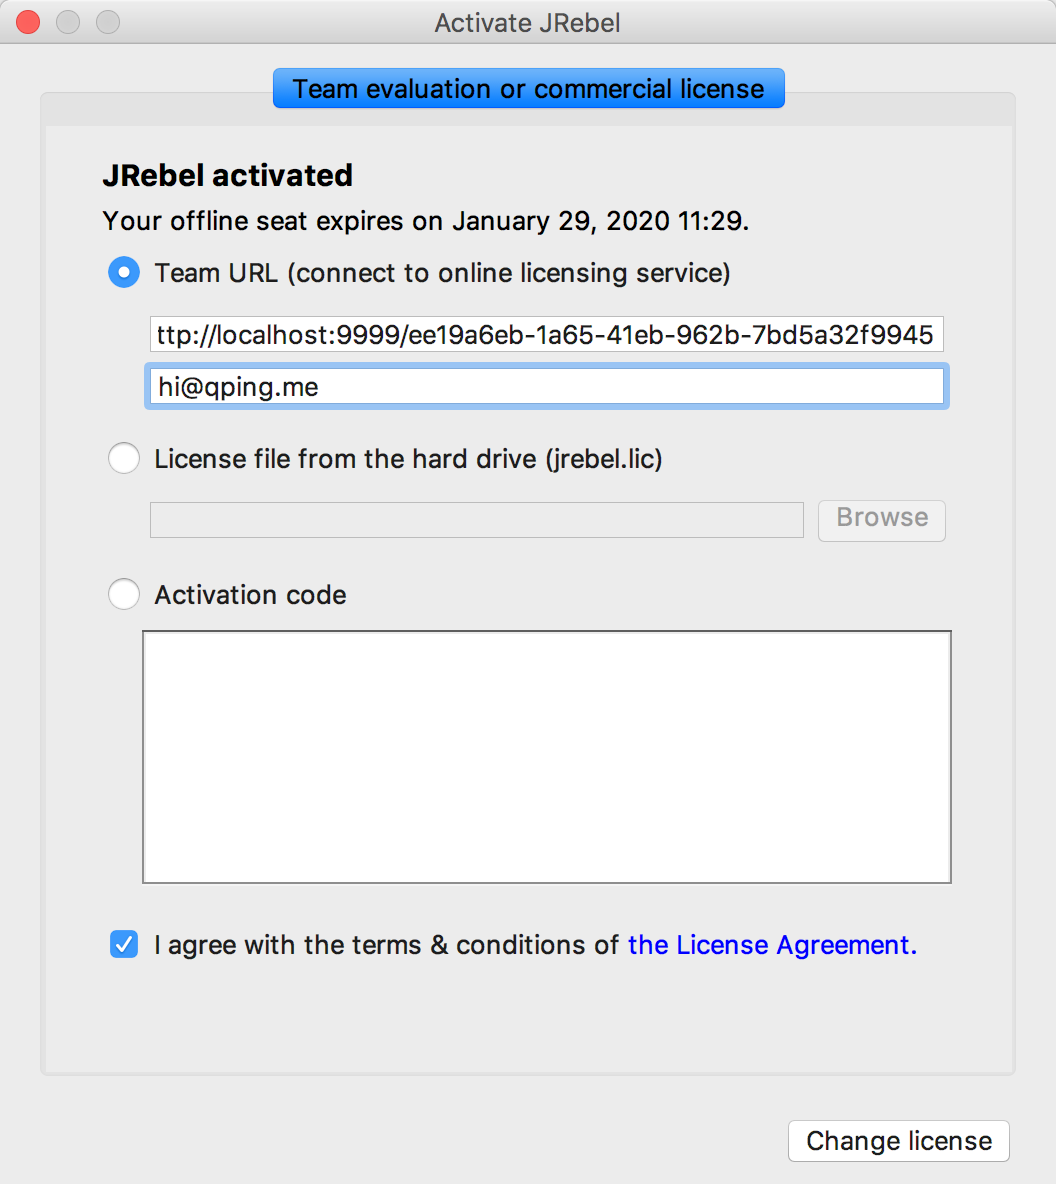 Activate JRebel
Team evaluation or commercial license
JRebel activated
Your offline seat expires on January 29, 2020 11:29.
Team URL (connect to online licensing service)
ttp://localhost:9999/ee19a6eb-1a65-41eb-962b-7bd5a32f9945
hi@qping.me
License file from the hard drive (jrebel.lic)
Browse
Activation code
I agree with the terms & conditions of the License Agreement.
Change license